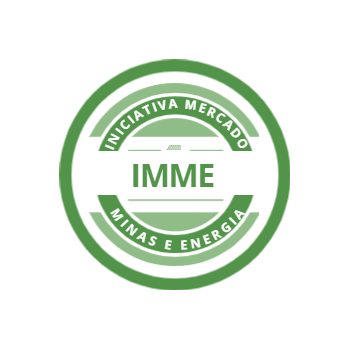 INICIATIVA MERCADO
IMME
MINAS E ENERGIA